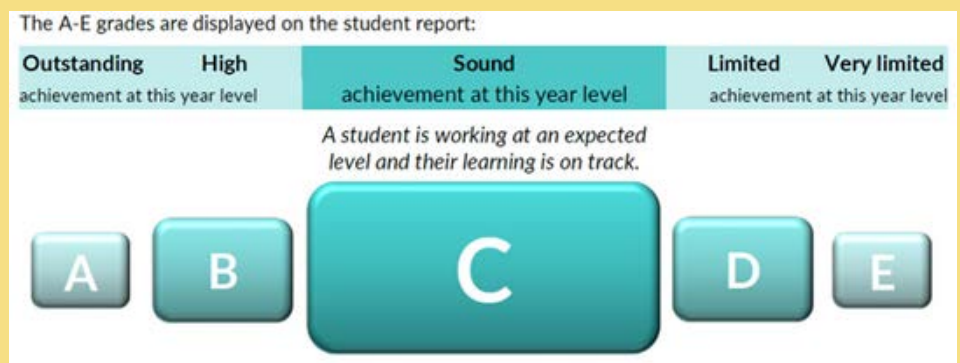 The A-E grades are displayed on the student report:
Outstanding High Sound Limited Very limited
achievement at this year level achievement at this year level achievement at this year level
A student is working at an expected
level and their learning is on track.
A B C D E